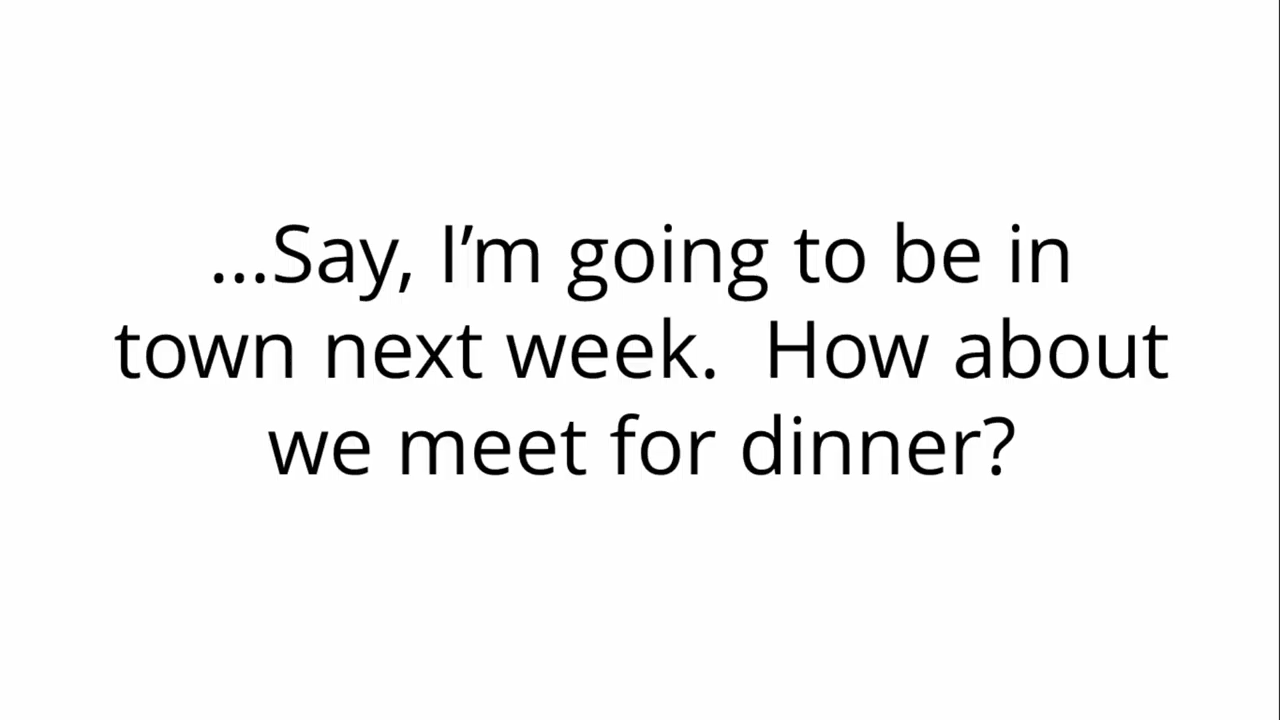 ...Say, I’m going to be in
town next week.  How about
we meet for dinner?